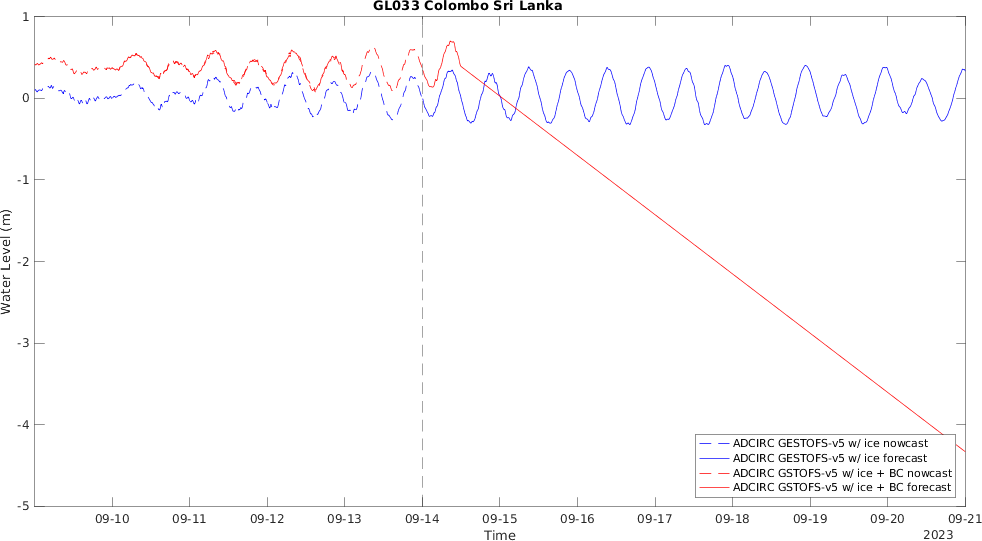 GL033 Colombo Sri Lanka
1
0
-1
-2
-3
-4
-5
Water Level (m)
09-10 09-11 09-12 09-13 09-14 09-15 09-16 09-17 09-18 09-19 09-20 09-21
Time
2023
ADCIRC GESTOFS-v5 w/ ice nowcast
ADCIRC GESTOFS-v5 w/ ice forecast
ADCIRC GSTOFS-v5 w/ ice + BC nowcast
ADCIRC GSTOFS-v5 w/ ice + BC forecast